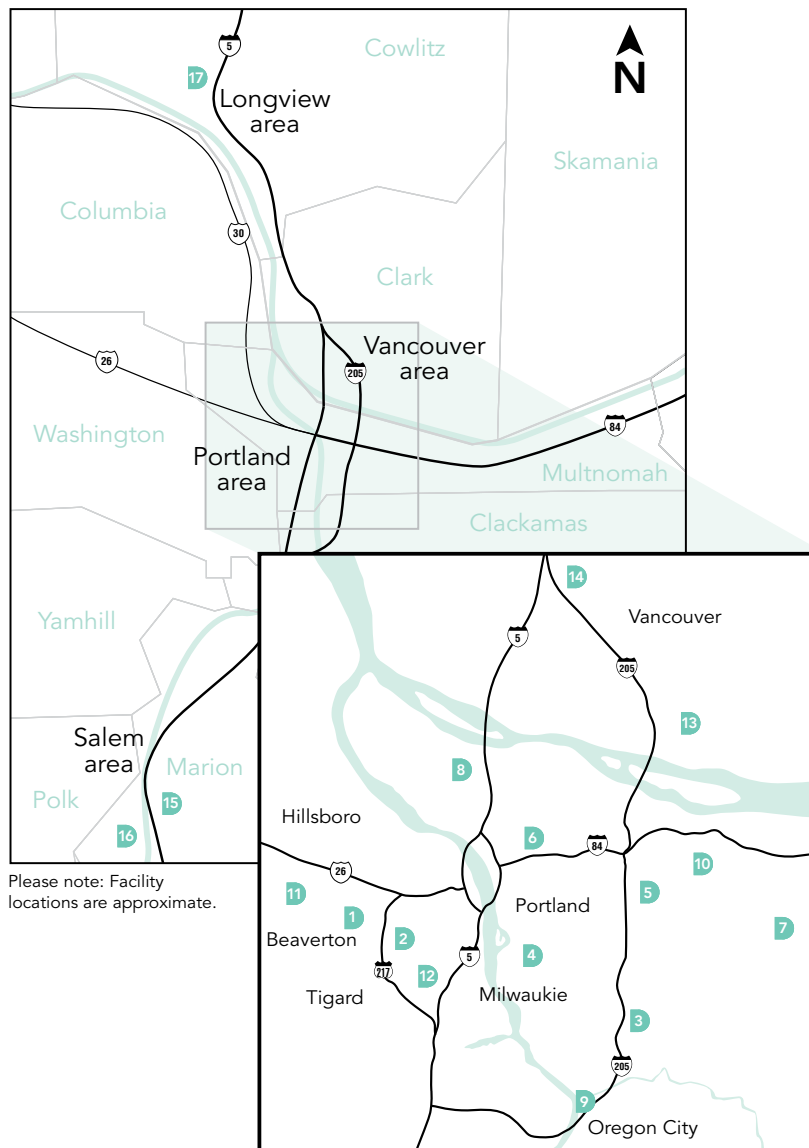 5
Cowlitz
N
17
Longview
area
Skamania
Columbia
30
Clark
26
Vancouver
area
205
84
Washington
Portland
area
Multnomah
Clackamas
Yamhill
Salem
area
Marion
Polk
15
16
Please note: Facility
locations are approximate.
14
Vancouver
5
205
13
8
Hillsboro
6
84
10
26
11
5
Portland
1
7
Beaverton
2
4
5
217
12
Tigard
Milwaukie
3
205
9
Oregon City